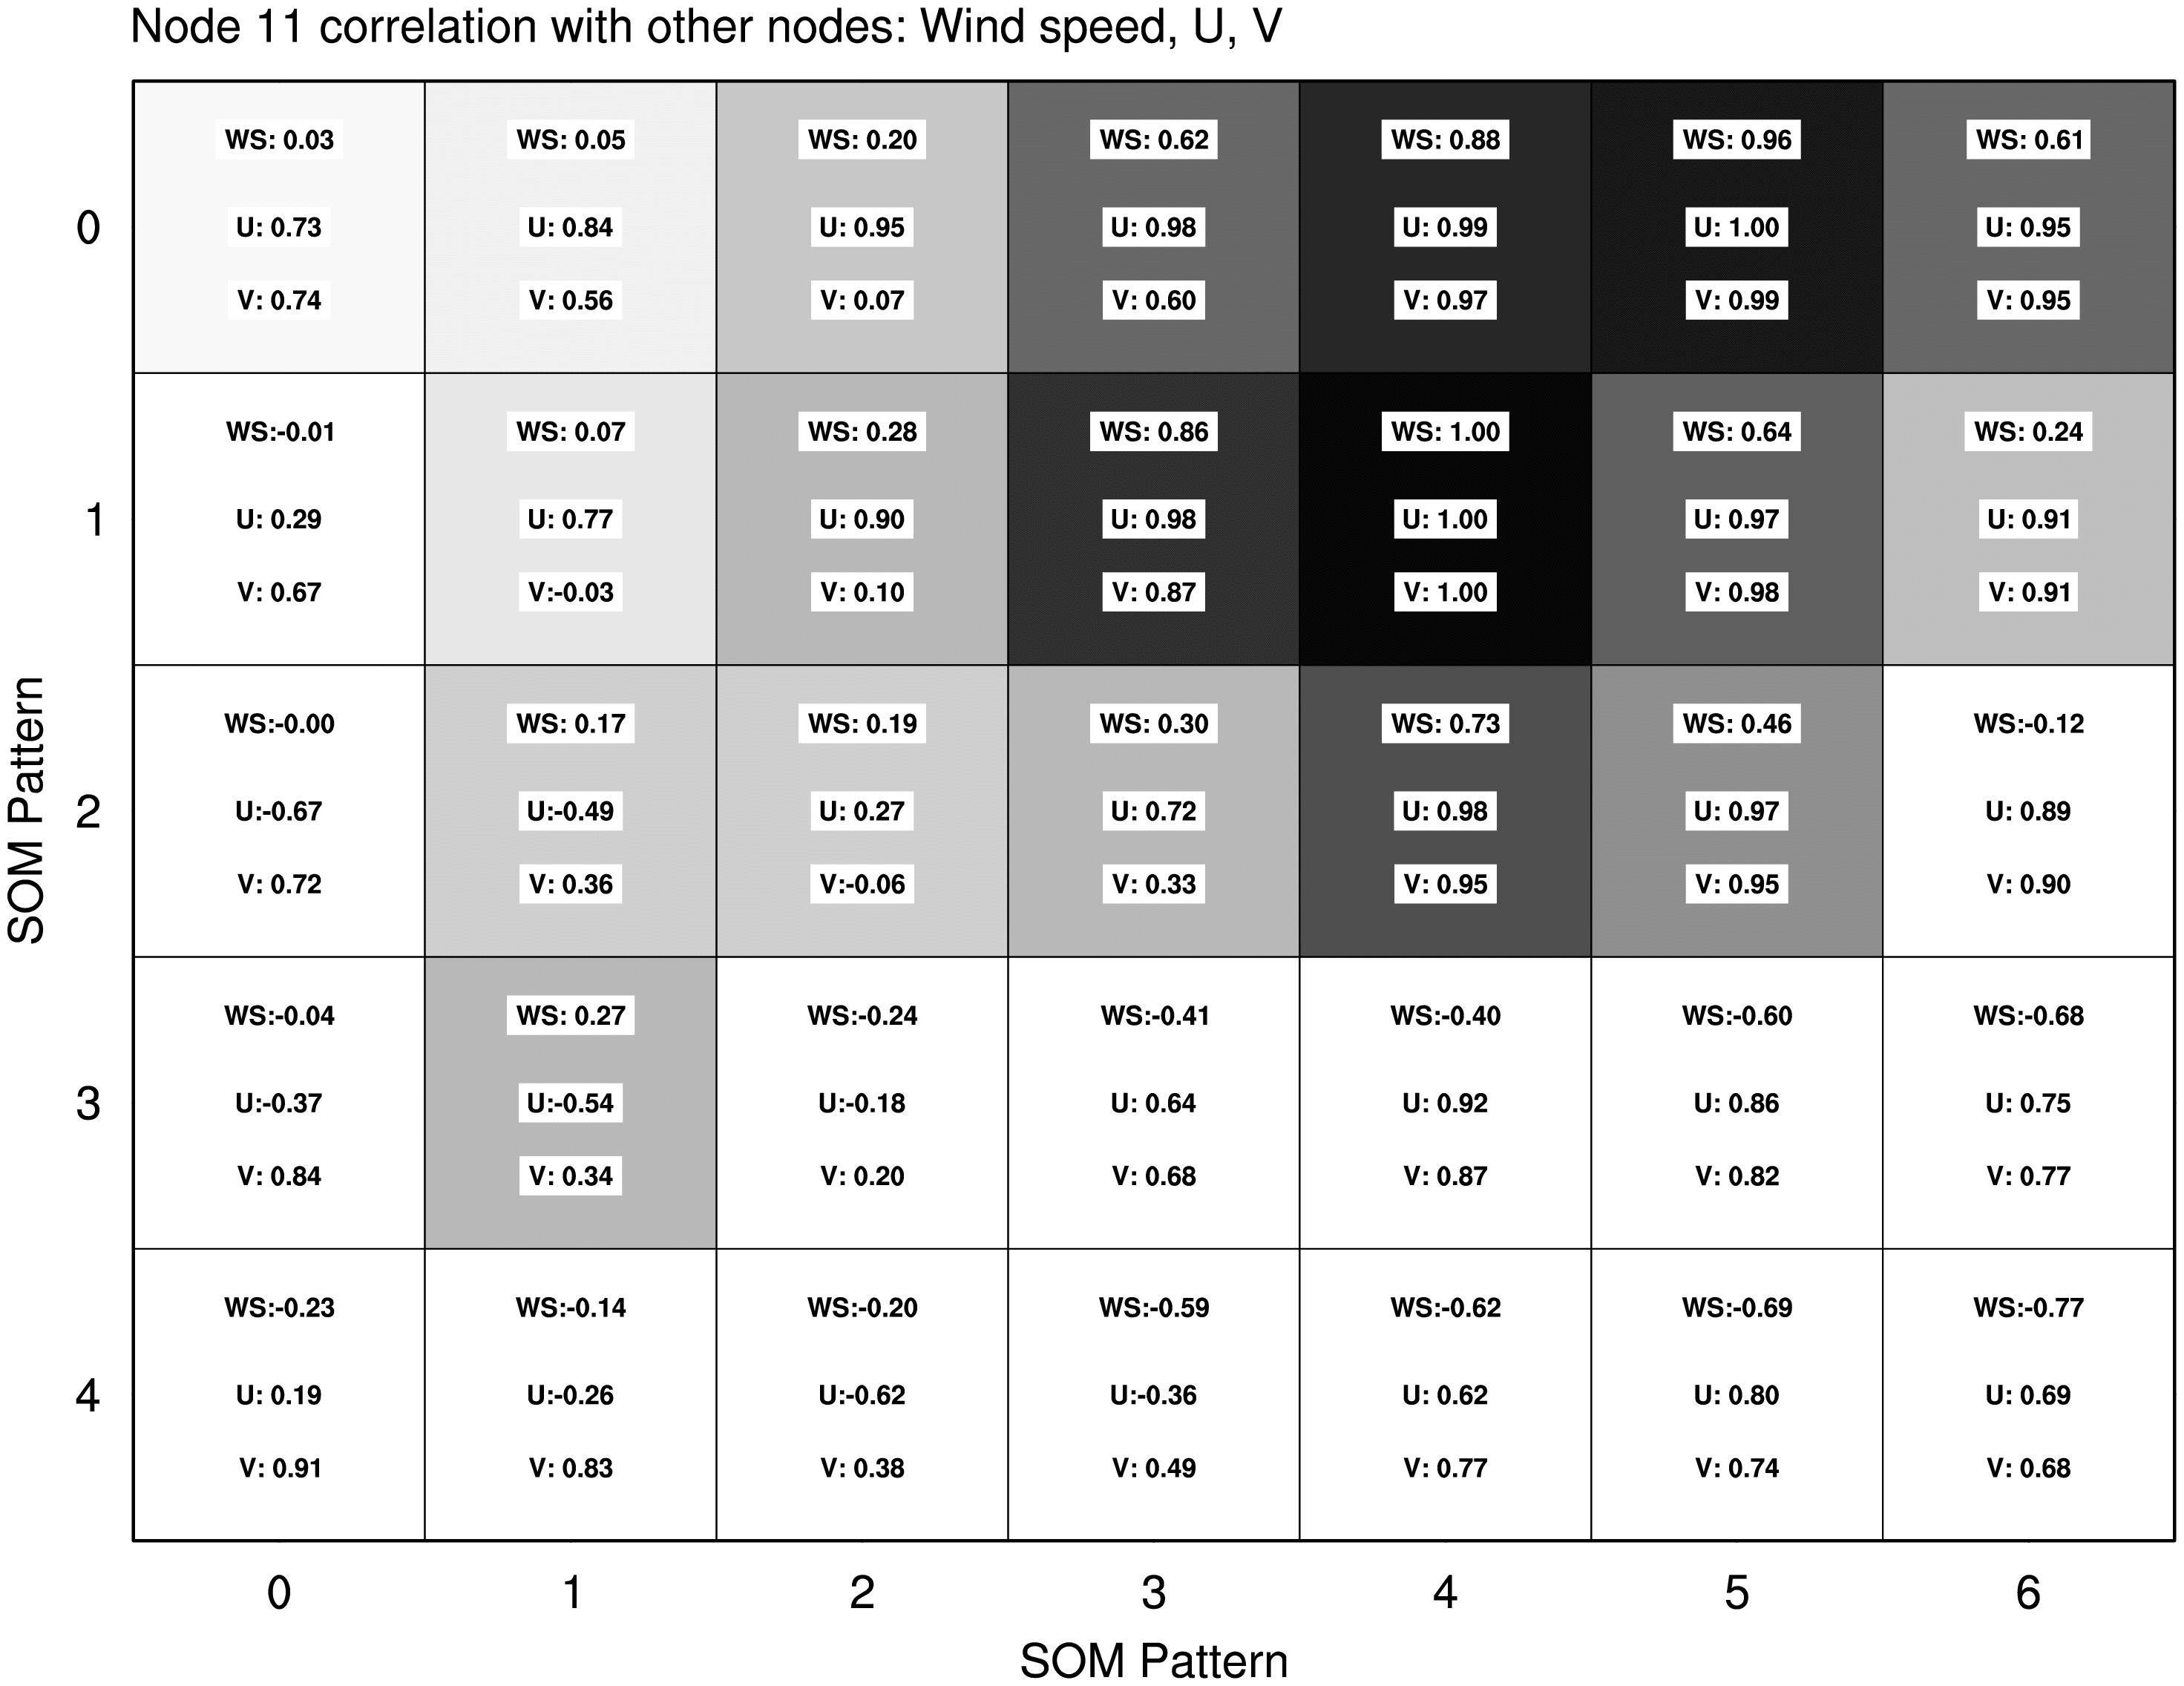 Node 11 correlation with other nodes: Wind speed, U, V
WS: 0.03 WS: 0.05 WS: 0.20 WS: 0.62 WS: 0.88 WS: 0.96 WS: 0.61
0 U: 0.73 U: 0.84 U: 0.95 U: 0.98 U: 0.99 U: 1.00 U: 0.95
V: 0.74 V: 0.56 V: 0.07 V: 0.60 V: 0.97 V: 0.99 V: 0.95
WS:-0.01 WS: 0.07 WS: 0.28 WS: 0.86 WS: 1.00 WS: 0.64 WS: 0.24
1 U: 0.29 U: 0.77 U: 0.90 U: 0.98 U: 1.00 U: 0.97 U: 0.91
V: 0.67 V:-0.03 V: 0.10 V: 0.87 V: 1.00 V: 0.98 V: 0.91
WS:-0.00 WS: 0.17 WS: 0.19 WS: 0.30 WS: 0.73 WS: 0.46 WS:-0.12
SOM Pattern
2 U:-0.67 U:-0.49 U: 0.27 U: 0.72 U: 0.98 U: 0.97 U: 0.89
V: 0.72 V: 0.36 V:-0.06 V: 0.33 V: 0.95 V: 0.95 V: 0.90
WS:-0.04 WS: 0.27 WS:-0.24 WS:-0.41 WS:-0.40 WS:-0.60 WS:-0.68
3 U:-0.37 U:-0.54 U:-0.18 U: 0.64 U: 0.92 U: 0.86 U: 0.75
V: 0.84 V: 0.34 V: 0.20 V: 0.68 V: 0.87 V: 0.82 V: 0.77
WS:-0.23 WS:-0.14 WS:-0.20 WS:-0.59 WS:-0.62 WS:-0.69 WS:-0.77
4 U: 0.19 U:-0.26 U:-0.62 U:-0.36 U: 0.62 U: 0.80 U: 0.69
V: 0.91 V: 0.83 V: 0.38 V: 0.49 V: 0.77 V: 0.74 V: 0.68
0 1 2 3 4 5 6
SOM Pattern